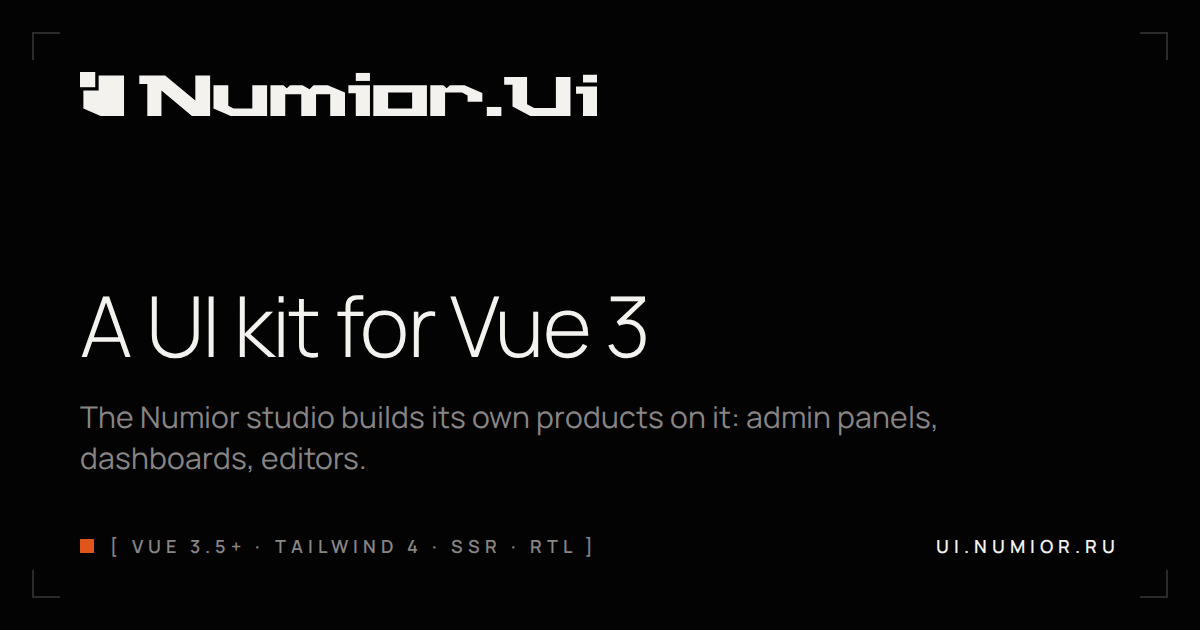 Numior.Ui
A UI kit for Vue 3
The Numior studio builds its own products on it: admin panels,
dashboards, editors.
[ VUE 3.5+ · TAILWIND 4 · SSR · RTL ]
UI.NUMIOR.RU